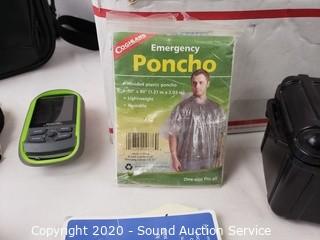 COGHLAN'S
Emergency
Poncho
• Hooded plastic poncho
• Lightweight
• Reusable
One-size Fits all
Copyright 2020 - Sound Auction Service